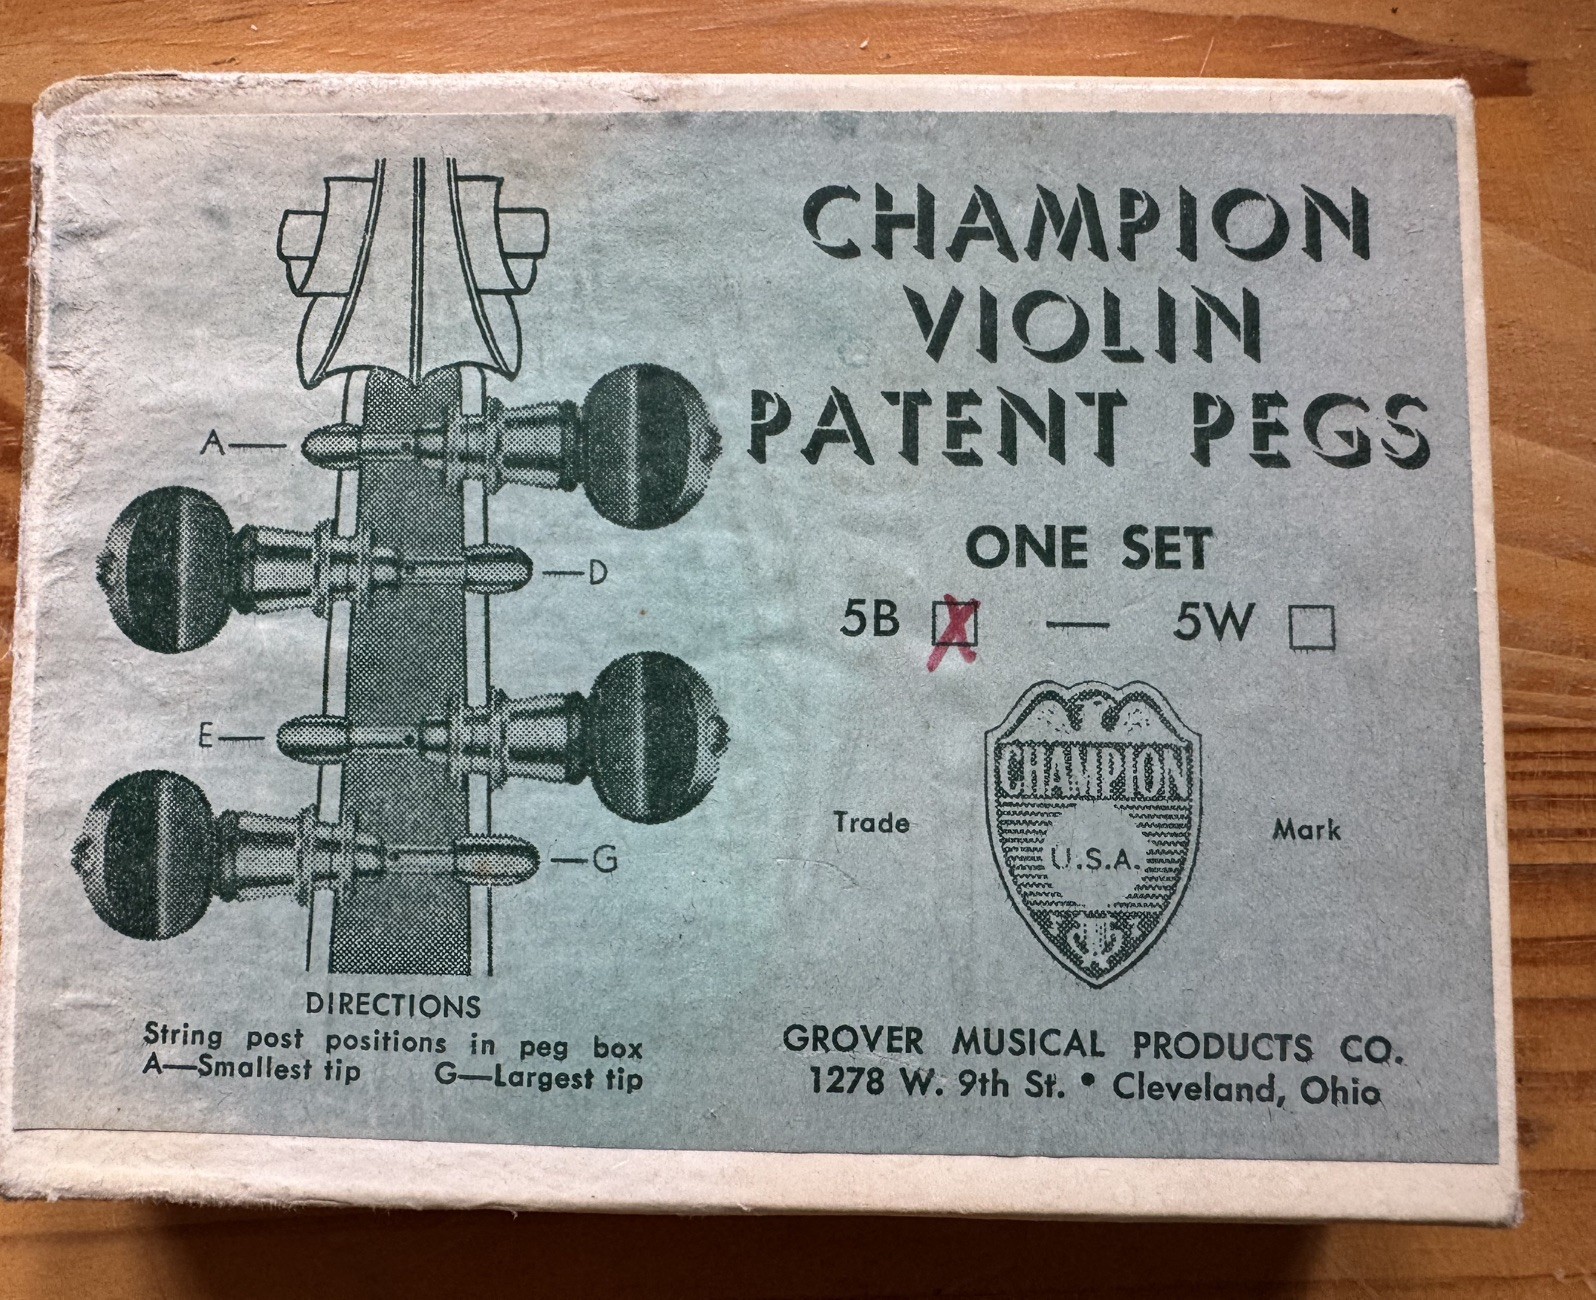 CHAMPION
VIOLIN
PATENT PEGS
ONE SET
5B X — 5W
A—
—D
E—
—G
Trade
CHAMPION
U.S.A.
Mark
DIRECTIONS
String post positions in peg box
A—Smallest tip G—Largest tip
GROVER MUSICAL PRODUCTS CO.
1278 W. 9th St. • Cleveland, Ohio